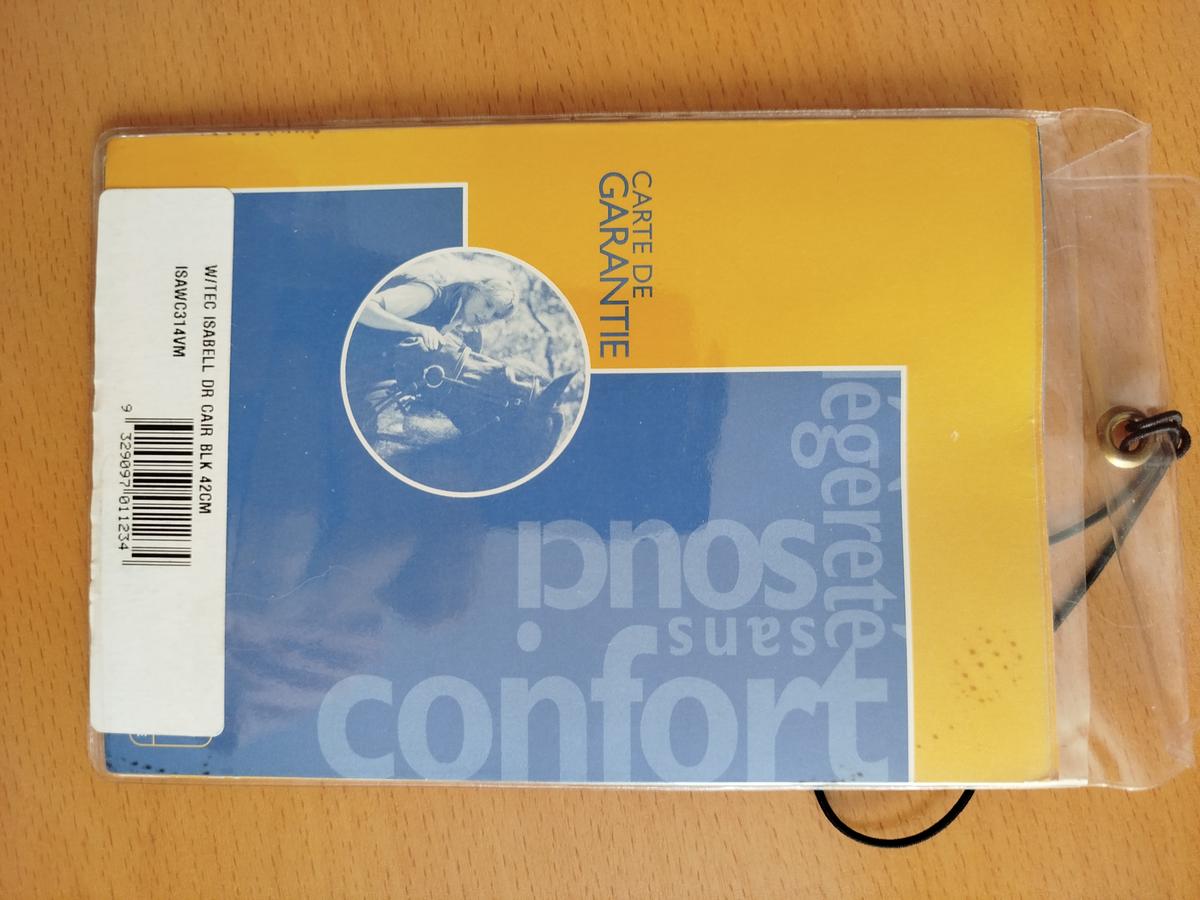 CARTE DE
GARANTIE
légèreté
sans
souci
confort
W/TEC ISABELL DR CAIR BLK 42CM
ISAWC314VM
9 329097 011234